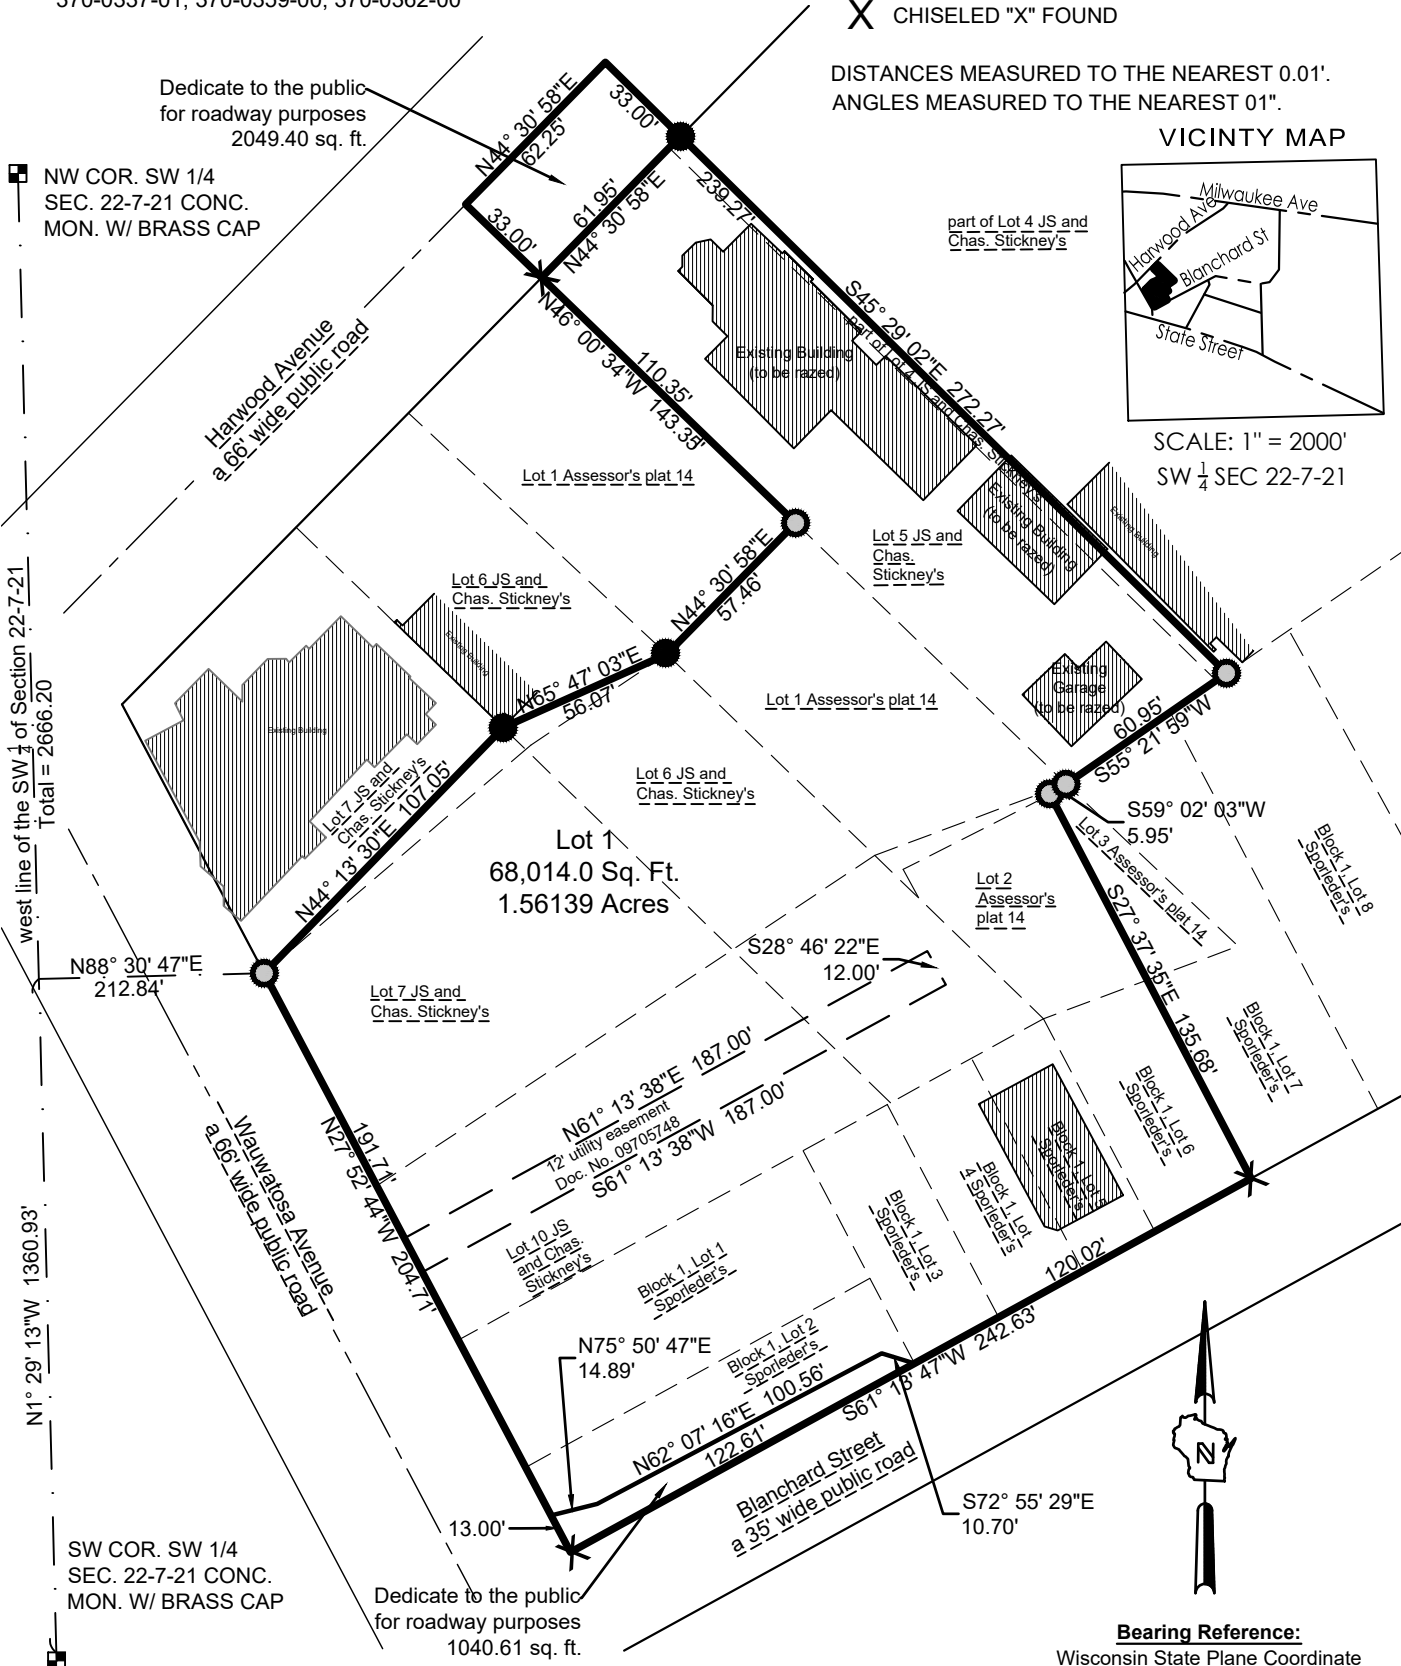 370-0357-01, 370-0359-00, 370-0362-00
CHISELED "X" FOUND
DISTANCES MEASURED TO THE NEAREST 0.01'.
ANGLES MEASURED TO THE NEAREST 01".
Dedicate to the public
for roadway purposes
2049.40 sq. ft.
N44° 30' 58"E
62.25'
33.00'
61.95'
N44° 30' 58"E
33.00'
239.27'
NW COR. SW 1/4
SEC. 22-7-21 CONC.
MON. W/ BRASS CAP
VICINTY MAP
Milwaukee Ave
Harwood Ave
Blanchard St
State Street
SCALE: 1" = 2000'
SW 1/4 SEC 22-7-21
part of Lot 4 JS and
Chas. Stickney's
S45° 29' 02"E 272.27'
part of Lot 4 JS and Chas. Stickney's
Harwood Avenue
a 66' wide public road
N46° 00' 34"W 143.35'
110.35'
Existing Building
(to be razed)
Lot 1 Assessor's plat 14
Existing Building
(to be razed)
Existing Building
Lot 5 JS and
Chas.
Stickney's
N44° 30' 58"E
57.46'
Lot 6 JS and
Chas. Stickney's
Existing Building
N65° 47' 03"E
56.07'
Existing
Garage
(to be razed)
Lot 1 Assessor's plat 14
60.95'
S55° 21' 59"W
Existing Building
Lot 7 JS and
Chas. Stickney's
N44° 13' 30"E 107.05'
Lot 6 JS and
Chas. Stickney's
S59° 02' 03"W
5.95'
Lot 1
68,014.0 Sq. Ft.
1.56139 Acres
Lot 3 Assessor's plat 14
Lot 2
Assessor's
plat 14
Block 1, Lot 8
Sporleder's
west line of the SW 1/4 of Section 22-7-21
Total = 2666.20
N88° 30' 47"E
212.84'
S28° 46' 22"E
12.00'
S27° 37' 35"E 135.68'
Lot 7 JS and
Chas. Stickney's
N61° 13' 38"E 187.00'
12' utility easement
Doc. No. 09705748
S61° 13' 38"W 187.00'
Block 1, Lot 7
Sporleder's
Block 1, Lot 6
Sporleder's
Block 1, Lot 5
Sporleder's
Block 1, Lot
4 Sporleder's
Block 1, Lot 3
Sporleder's
191.71'
N27° 52' 44"W 204.71'
Wauwatosa Avenue
a 66' wide public road
Lot 10 JS
and Chas.
Stickney's
Block 1, Lot 1
Sporleder's
Block 1, Lot 2
Sporleder's
N1° 29' 13"W 1360.93'
N75° 50' 47"E
14.89'
N62° 07' 16"E 100.56'
122.61'
120.02'
S61° 13' 47"W 242.63'
Blanchard Street
a 35' wide public road
S72° 55' 29"E
10.70'
13.00'
SW COR. SW 1/4
SEC. 22-7-21 CONC.
MON. W/ BRASS CAP
Dedicate to the public
for roadway purposes
1040.61 sq. ft.
N
Bearing Reference:
Wisconsin State Plane Coordinate